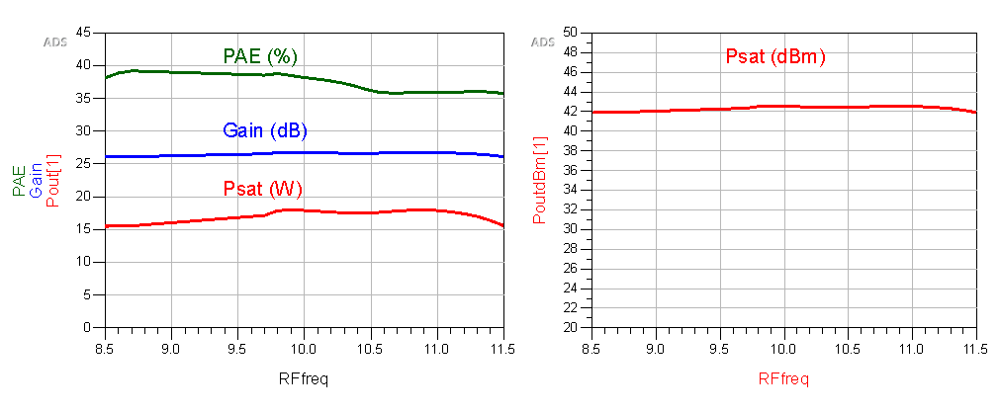 ADS
45
40
35
30
25
20
15
10
5
0
PAE (%)
Gain (dB)
Psat (W)
PAE
Gain
Pout[1]
8.5 9.0 9.5 10.0 10.5 11.0 11.5
RFfreq
ADS
50
48
46
44
42
40
38
36
34
32
30
28
26
24
22
20
Psat (dBm)
PoutdBm[1]
8.5 9.0 9.5 10.0 10.5 11.0 11.5
RFfreq